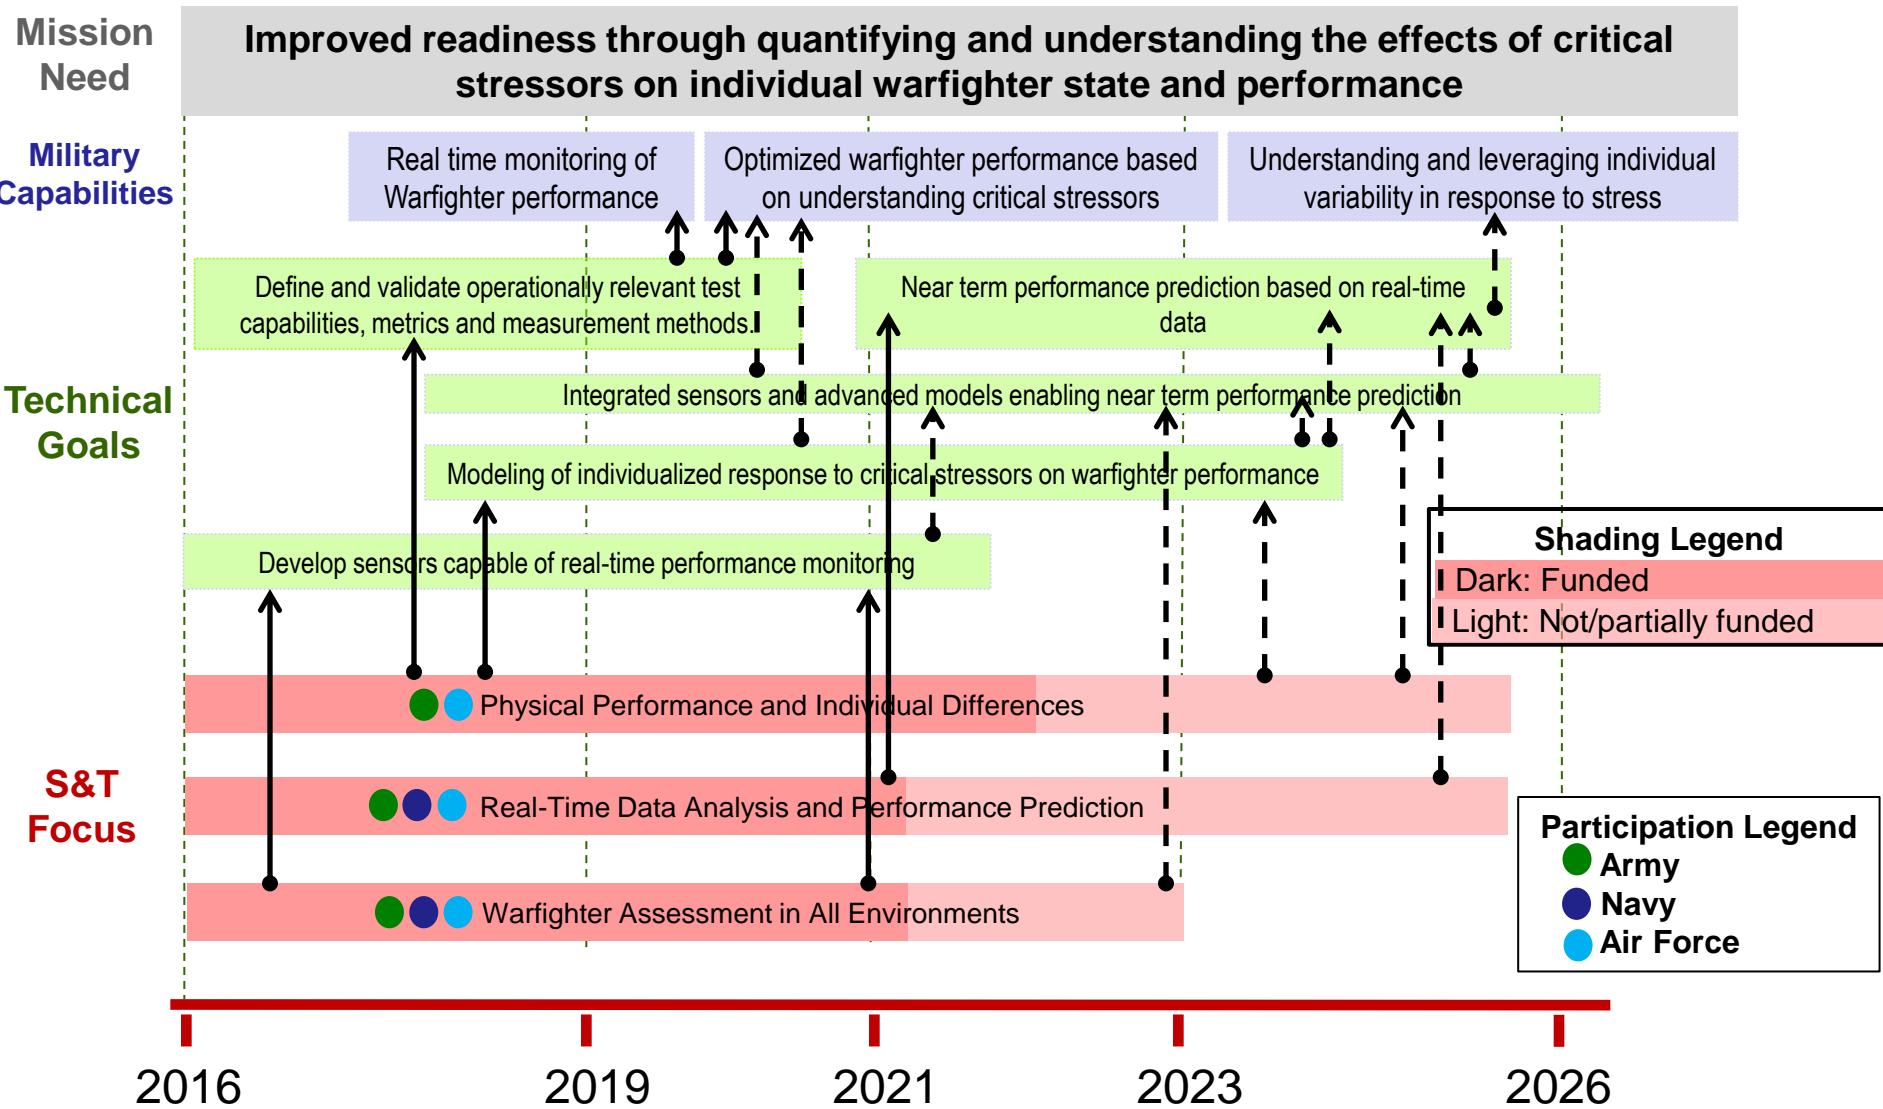 Mission
Need
Improved readiness through quantifying and understanding the effects of critical
stressors on individual warfighter state and performance
Military
Capabilities
Real time monitoring of
Warfighter performance
Optimized warfighter performance based
on understanding critical stressors
Understanding and leveraging individual
variability in response to stress
Technical
Goals
Define and validate operationally relevant test
capabilities, metrics and measurement methods.
Near term performance prediction based on real-time
data
Integrated sensors and advanced models enabling near term performance prediction
Modeling of individualized response to critical stressors on warfighter performance
Develop sensors capable of real-time performance monitoring
Shading Legend
Dark: Funded
Light: Not/partially funded
S&T
Focus
Physical Performance and Individual Differences
Real-Time Data Analysis and Performance Prediction
Warfighter Assessment in All Environments
Participation Legend
Army
Navy
Air Force
2016
2019
2021
2023
2026